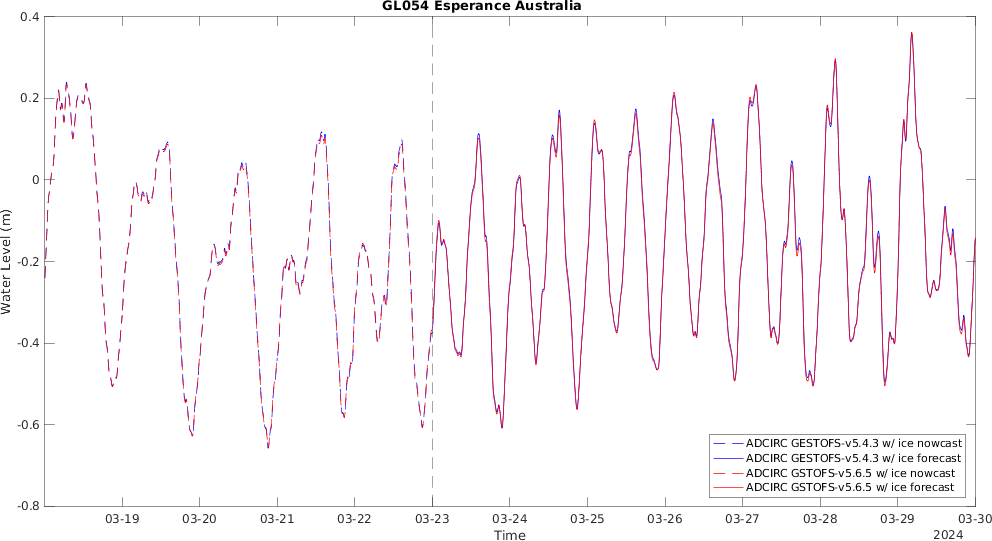 GL054 Esperance Australia
Water Level (m)
0.4
0.2
0
-0.2
-0.4
-0.6
-0.8
ADCIRC GESTOFS-v5.4.3 w/ ice nowcast
ADCIRC GESTOFS-v5.4.3 w/ ice forecast
ADCIRC GSTOFS-v5.6.5 w/ ice nowcast
ADCIRC GSTOFS-v5.6.5 w/ ice forecast
03-19 03-20 03-21 03-22 03-23 03-24 03-25 03-26 03-27 03-28 03-29 03-30
Time
2024